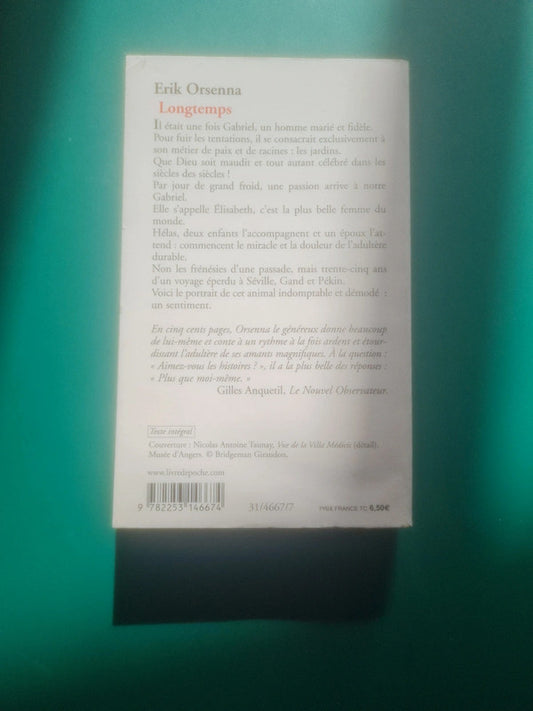 Erik Orsenna
Longtemps
Il était une fois Gabriel, un homme marié et fidèle.
Pour fuir les tentations, il se consacrait exclusivement à
son métier de paix et de racines : les jardins.
Que Dieu soit maudit et tout autant célébré dans les
siècles des siècles !
Par jour de grand froid, une passion arrive à notre
Gabriel.
Elle s'appelle Élisabeth, c'est la plus belle femme du
monde.
Hélas, deux enfants l'accompagnent et un époux l'at-
tend : commencent le miracle et la douleur de l'adultère
durable.
Non les frénésies d'une passade, mais trente-cinq ans
d'un voyage éperdu à Séville, Gand et Pékin.
Voici le portrait de cet animal indomptable et démodé :
un sentiment.
En cinq cents pages, Orsenna le généreux donne beaucoup
de lui-même et conte à un rythme à la fois ardent et étour-
dissant l'adultère de ses amants magnifiques. À la question :
« Aimez-vous les histoires ? », il a la plus belle des réponses :
« Plus que moi-même. »
Gilles Anquetil, Le Nouvel Observateur.
Texte intégral
Couverture : Nicolas Antoine Taunay, Vue de la Villa Médicis (détail).
Musée d'Angers. © Bridgeman Giraudon.
www.livredepoche.com
9 782253 146674
31/4667/7
FRANCE TC 6,50€